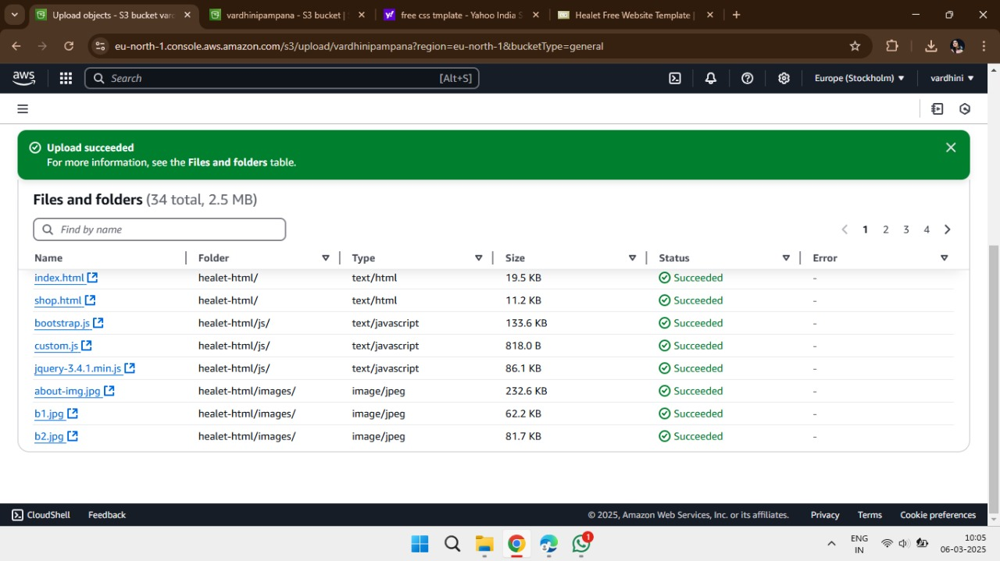 Upload objects - S3 bucket vard
vardhinipampana - S3 bucket |
free css tmplate - Yahoo India S
Healet Free Website Template |
eu-north-1.console.aws.amazon.com/s3/upload/vardhinipampana?region=eu-north-1&bucketType=general
aws
Search [Alt+S]
Europe (Stockholm)
vardhini
Upload succeeded
For more information, see the Files and folders table.
Files and folders (34 total, 2.5 MB)
Find by name
1 2 3 4
Name Folder Type Size Status Error
index.html healet-html/ text/html 19.5 KB Succeeded -
shop.html healet-html/ text/html 11.2 KB Succeeded -
bootstrap.js healet-html/js/ text/javascript 133.6 KB Succeeded -
custom.js healet-html/js/ text/javascript 818.0 B Succeeded -
jquery-3.4.1.min.js healet-html/js/ text/javascript 86.1 KB Succeeded -
about-img.jpg healet-html/images/ image/jpeg 232.6 KB Succeeded -
b1.jpg healet-html/images/ image/jpeg 62.2 KB Succeeded -
b2.jpg healet-html/images/ image/jpeg 81.7 KB Succeeded -
CloudShell Feedback © 2025, Amazon Web Services, Inc. or its affiliates. Privacy Terms Cookie preferences
1
ENG
IN
10:05
06-03-2025